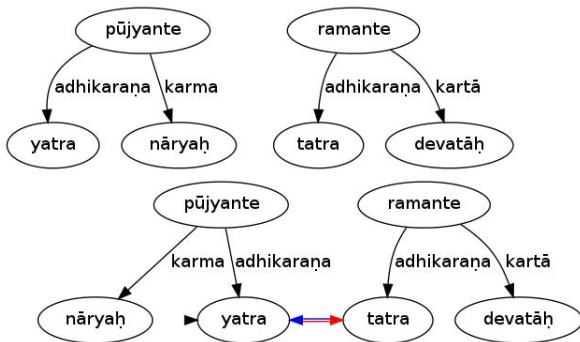 pūjyante ramante
adhikaraṇa karma adhikaraṇa kartā
yatra nāryaḥ tatra devatāḥ
pūjyante ramante
karma adhikaraṇa adhikaraṇa kartā
nāryaḥ yatra tatra devatāḥ